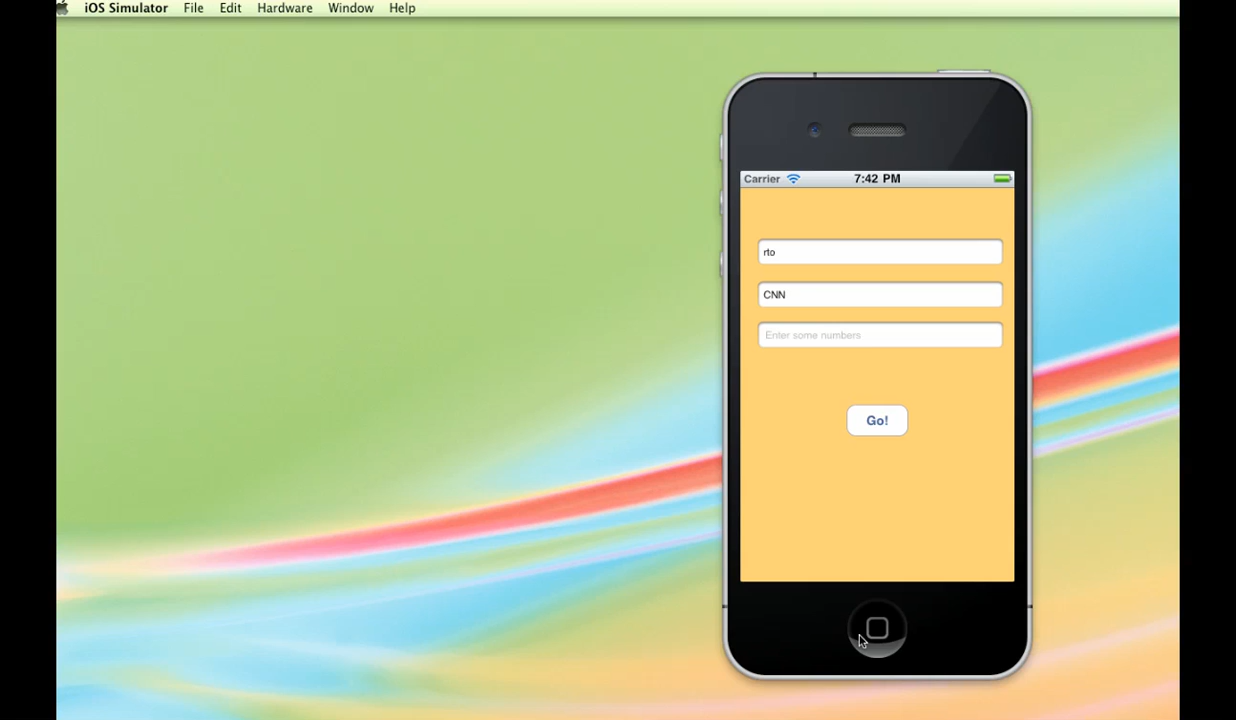 iOS Simulator File Edit Hardware Window Help
Carrier 7:42 PM
rto
CNN
Enter some numbers
Go!